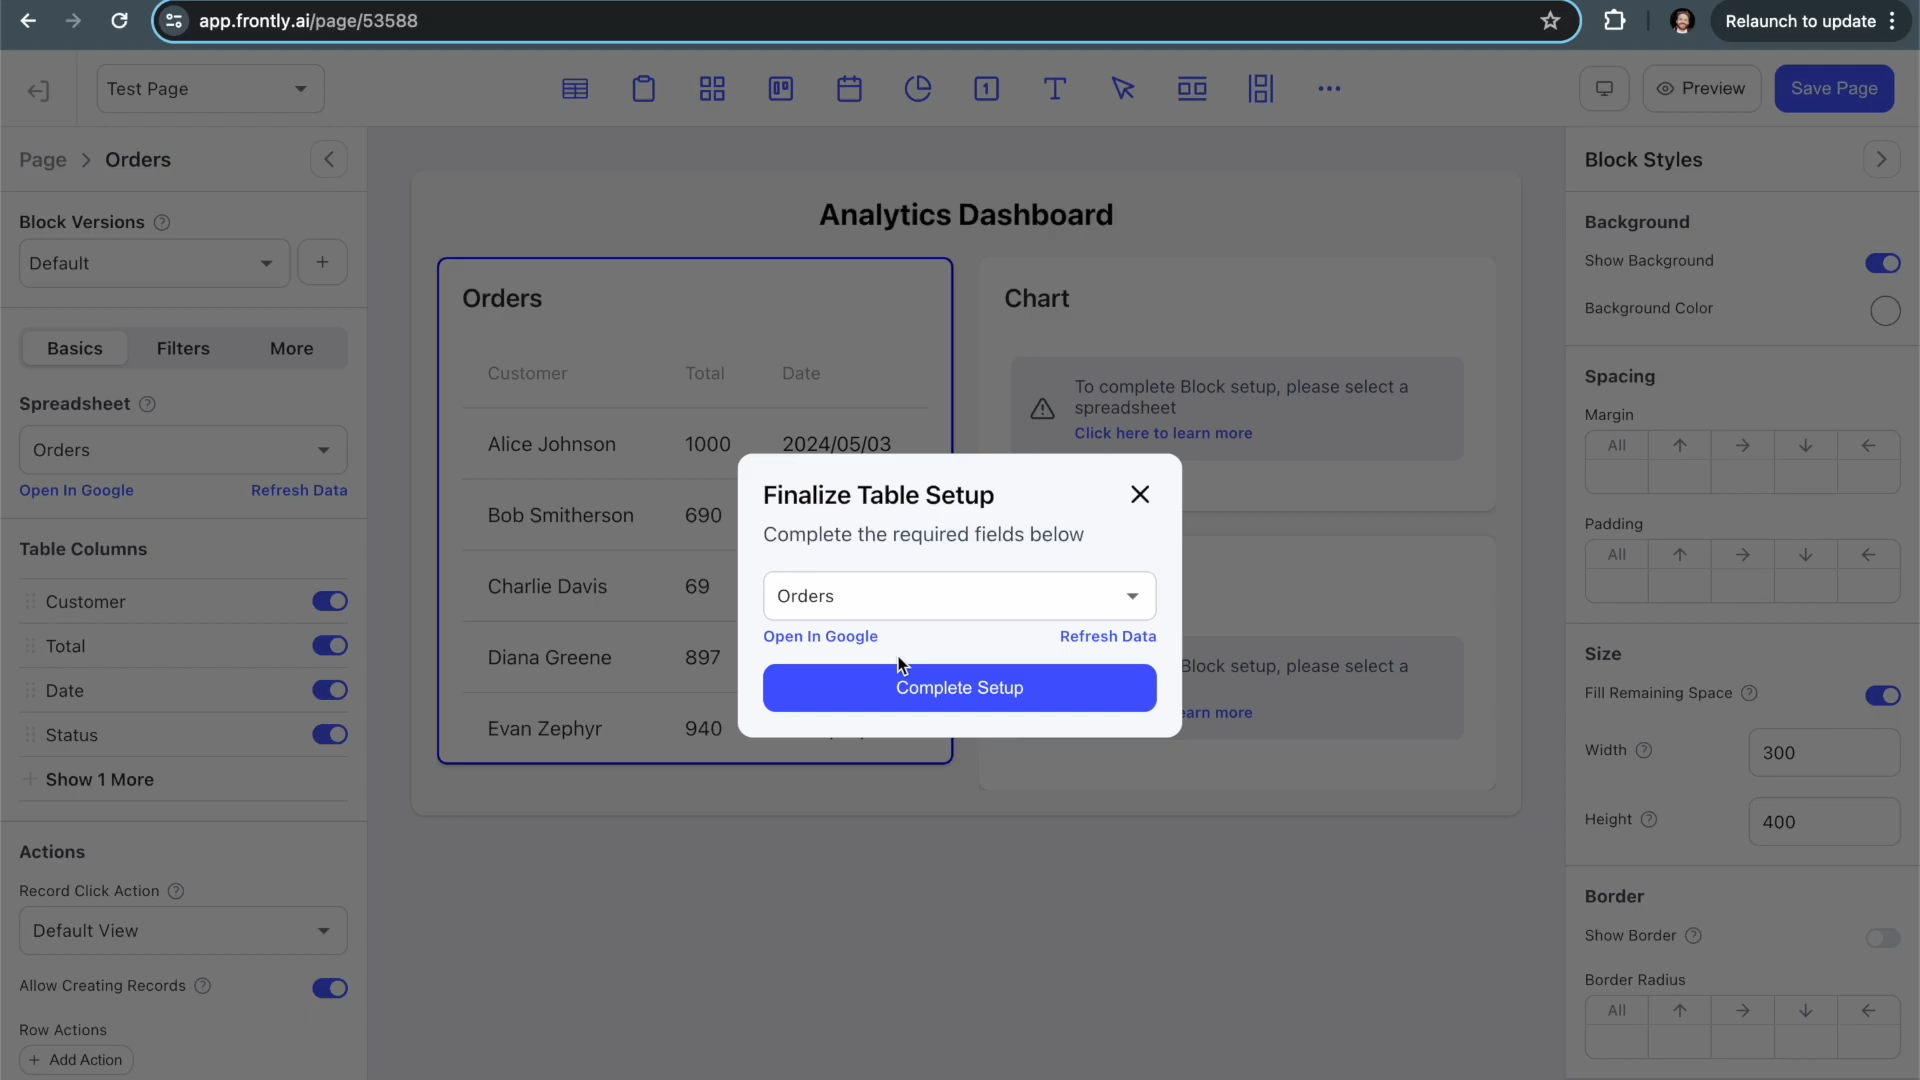 app.frontly.ai/page/53588
Relaunch to update
Test Page
1
Preview
Save Page
Page > Orders
Block Versions
Default
+
Basics
Filters
More
Spreadsheet
Orders
Open In Google
Refresh Data
Table Columns
Customer
Total
Date
Status
+ Show 1 More
Actions
Record Click Action
Default View
Allow Creating Records
Row Actions
+ Add Action
Analytics Dashboard
Orders
Customer Total Date
Alice Johnson 1000 2024/05/03
Bob Smitherson 690
Charlie Davis 69
Diana Greene 897
Evan Zephyr 940
Chart
To complete Block setup, please select a
spreadsheet
Click here to learn more
Block setup, please select a
earn more
Finalize Table Setup
Complete the required fields below
Orders
Open In Google
Refresh Data
Complete Setup
Block Styles
Background
Show Background
Background Color
Spacing
Margin
All ↑ → ↓ ←
Padding
All ↑ → ↓ ←
Size
Fill Remaining Space
Width
300
Height
400
Border
Show Border
Border Radius
All ↑ → ↓ ←